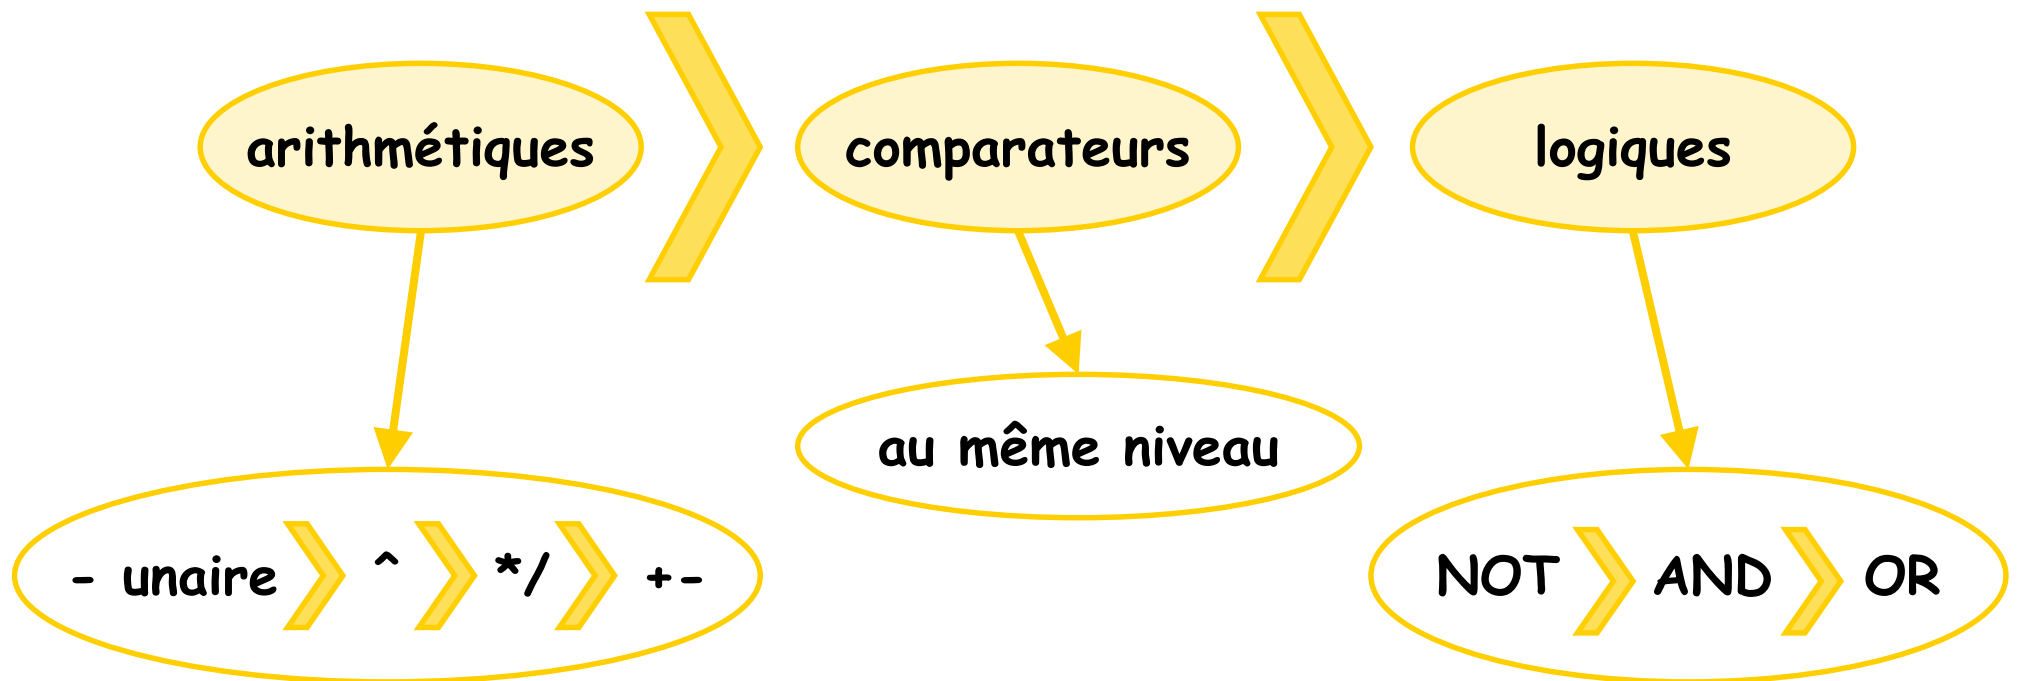 arithmétiques comparateurs logiques
au même niveau
- unaire ^ */ +-
NOT AND OR